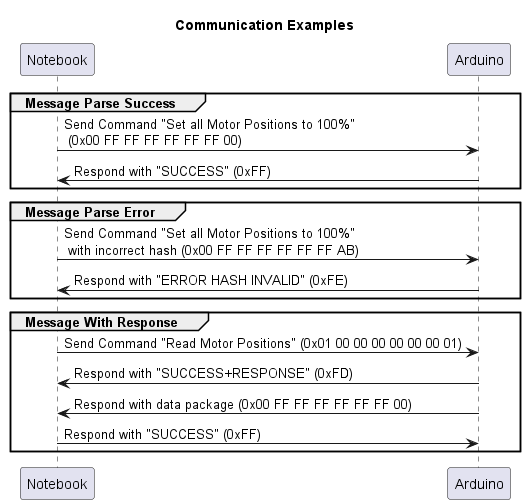 Communication Examples
Notebook Arduino
Message Parse Success
Send Command "Set all Motor Positions to 100%"
(0x00 FF FF FF FF FF FF 00)
Respond with "SUCCESS" (0xFF)
Message Parse Error
Send Command "Set all Motor Positions to 100%"
with incorrect hash (0x00 FF FF FF FF FF FF AB)
Respond with "ERROR HASH INVALID" (0xFE)
Message With Response
Send Command "Read Motor Positions" (0x01 00 00 00 00 00 00 01)
Respond with "SUCCESS+RESPONSE" (0xFD)
Respond with data package (0x00 FF FF FF FF FF FF 00)
Respond with "SUCCESS" (0xFF)
Notebook Arduino